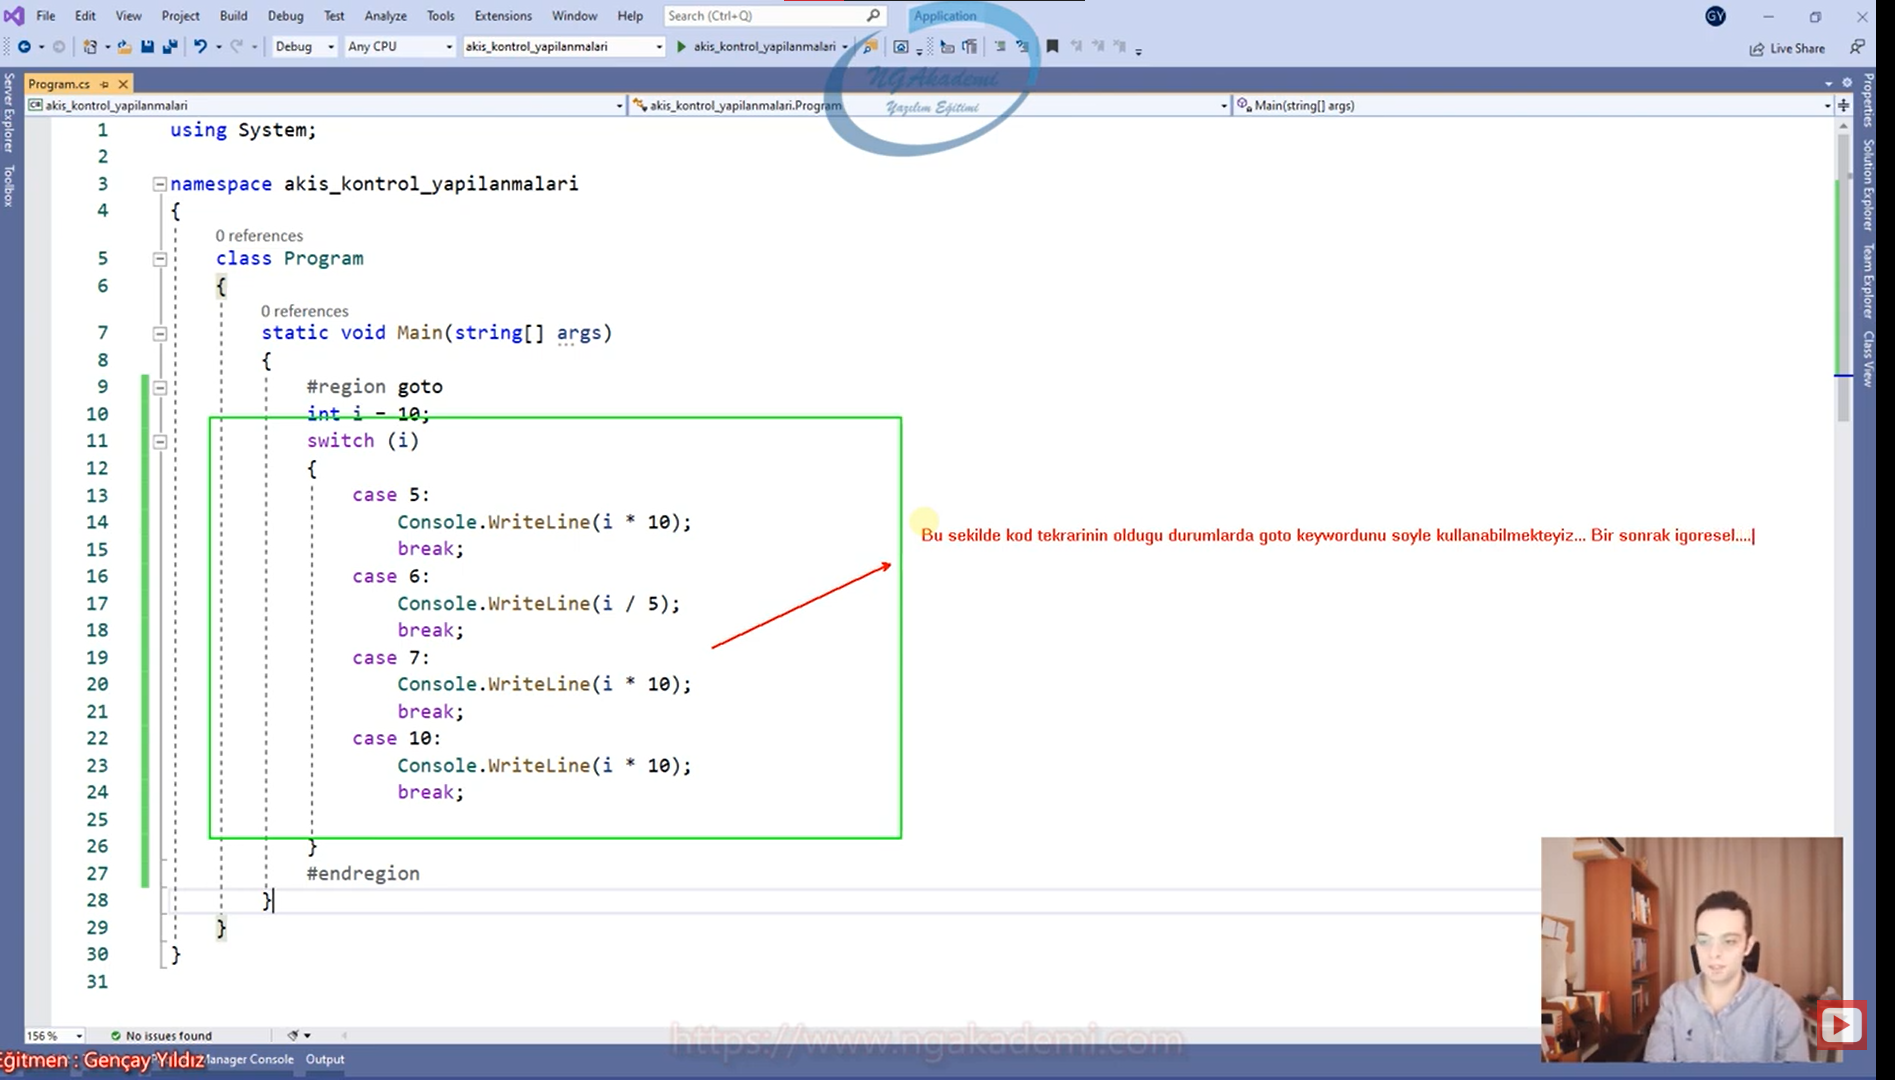 File Edit View Project Build Debug Test Analyze Tools Extensions Window Help Search (Ctrl+Q) Application GY
Debug Any CPU akis_kontrol_yapilanmalari akis_kontrol_yapilanmalari Live Share
NGAkademi
Yazılım Eğitimi
Program.cs
akis_kontrol_yapilanmalari akis_kontrol_yapilanmalari.Program Main(string[] args)
Server Explorer
Toolbox
Properties
Solution Explorer
Team Explorer
Class View
1 using System;
2
3 namespace akis_kontrol_yapilanmalari
4 {
0 references
5 class Program
6 {
0 references
7 static void Main(string[] args)
8 {
9 #region goto
10 int i = 10;
11 switch (i)
12 {
13 case 5:
14 Console.WriteLine(i * 10);
Bu sekilde kod tekrarinin oldugu durumlarda goto keywordunu soyle kullanabilmekteyiz... Bir sonrak igoresel....
15 break;
16 case 6:
17 Console.WriteLine(i / 5);
18 break;
19 case 7:
20 Console.WriteLine(i * 10);
21 break;
22 case 10:
23 Console.WriteLine(i * 10);
24 break;
25
26 }
27 #endregion
28 }
29 }
30 }
31
156 % No issues found
https://www.ngakademi.com
Eğitmen : Gençay Yıldız Manager Console Output